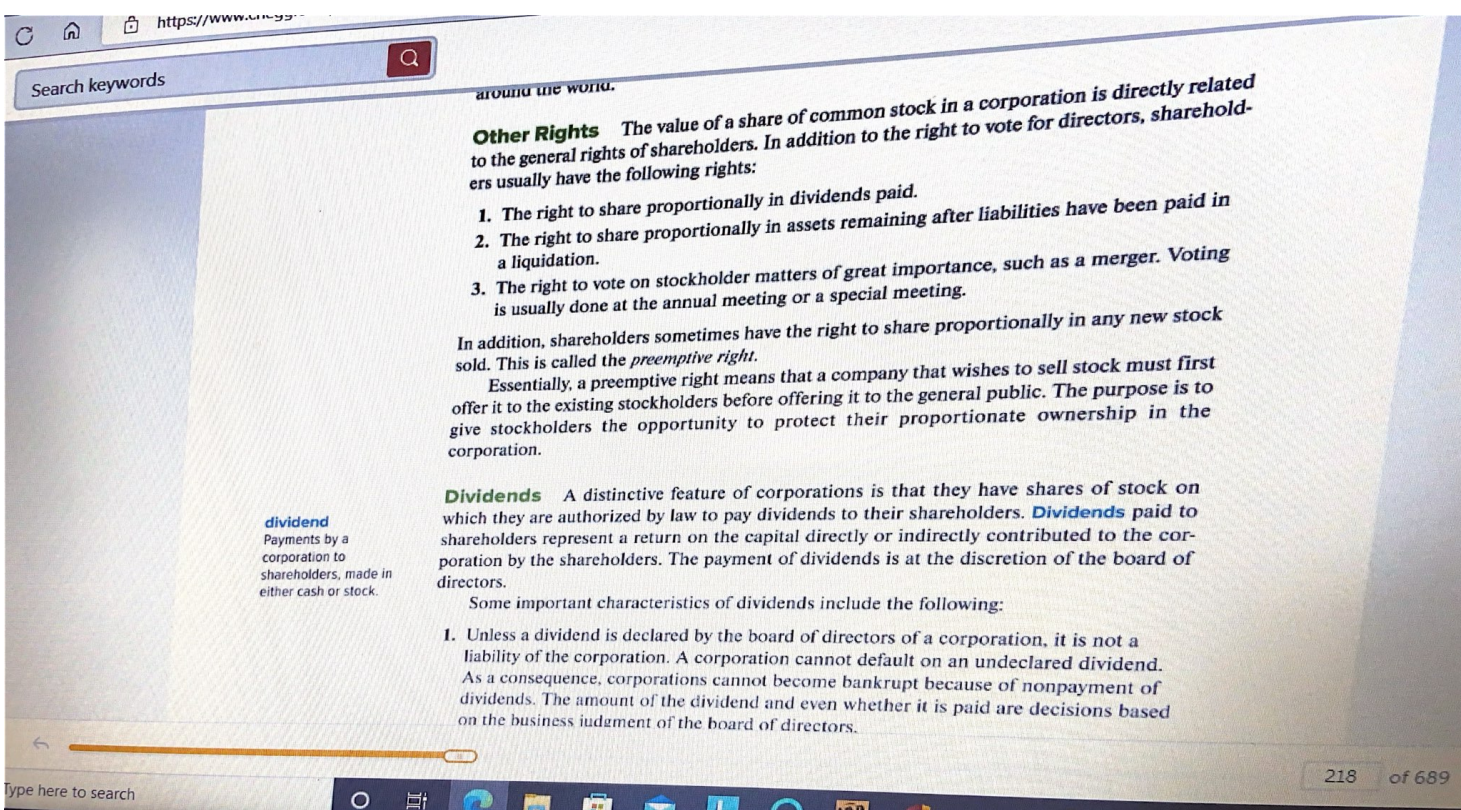 https://www.chegg
Search keywords
around the world.
Other Rights The value of a share of common stock in a corporation is directly related
to the general rights of shareholders. In addition to the right to vote for directors, sharehold-
ers usually have the following rights:
1. The right to share proportionally in dividends paid.
2. The right to share proportionally in assets remaining after liabilities have been paid in
a liquidation.
3. The right to vote on stockholder matters of great importance, such as a merger. Voting
is usually done at the annual meeting or a special meeting.
In addition, shareholders sometimes have the right to share proportionally in any new stock
sold. This is called the preemptive right.
Essentially, a preemptive right means that a company that wishes to sell stock must first
offer it to the existing stockholders before offering it to the general public. The purpose is to
give stockholders the opportunity to protect their proportionate ownership in the
corporation.
Dividends A distinctive feature of corporations is that they have shares of stock on
which they are authorized by law to pay dividends to their shareholders. Dividends paid to
shareholders represent a return on the capital directly or indirectly contributed to the cor-
poration by the shareholders. The payment of dividends is at the discretion of the board of
directors.
dividend
Payments by a
corporation to
shareholders, made in
either cash or stock.
Some important characteristics of dividends include the following:
1. Unless a dividend is declared by the board of directors of a corporation, it is not a
liability of the corporation. A corporation cannot default on an undeclared dividend.
As a consequence, corporations cannot become bankrupt because of nonpayment of
dividends. The amount of the dividend and even whether it is paid are decisions based
on the business judgment of the board of directors.
218 of 689
Type here to search